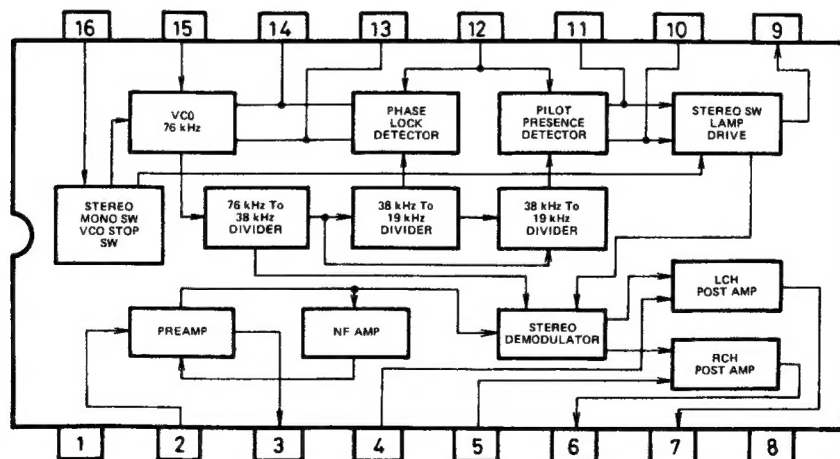 16 15 14 13 12 11 10 9
VCO
76 kHz
PHASE
LOCK
DETECTOR
PILOT
PRESENCE
DETECTOR
STEREO SW
LAMP
DRIVE
STEREO
MONO SW
VCO STOP
SW
76 kHz To
38 kHz
DIVIDER
38 kHz To
19 kHz
DIVIDER
38 kHz To
19 kHz
DIVIDER
PREAMP
NF AMP
STEREO
DEMODULATOR
LCH
POST AMP
RCH
POST AMP
1 2 3 4 5 6 7 8